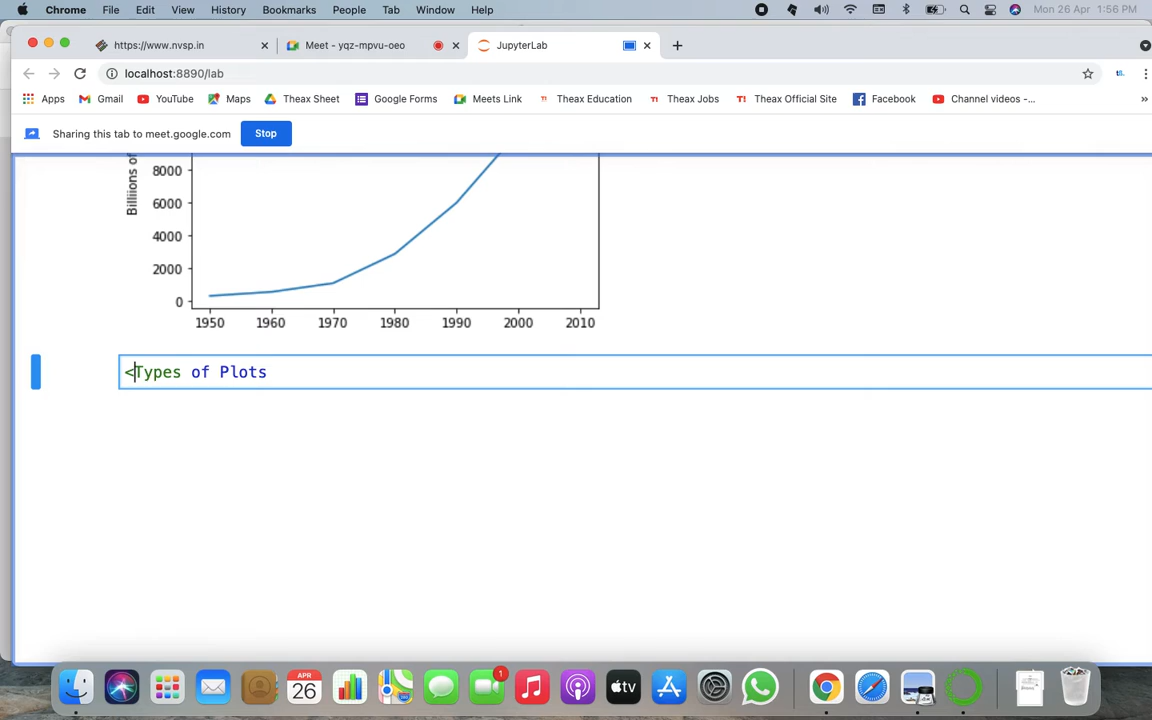 Chrome File Edit View History Bookmarks People Tab Window Help Mon 26 Apr 1:56 PM
https://www.nvsp.in Meet - yqz-mpvu-oeo JupyterLab
localhost:8890/lab
Apps Gmail YouTube Maps Theax Sheet Google Forms Meets Link Theax Education Theax Jobs Theax Official Site Facebook Channel videos -... »
Sharing this tab to meet.google.com Stop
Billiions of
8000
6000
4000
2000
0
1950 1960 1970 1980 1990 2000 2010
<Types of Plots
APR
26
1
tv